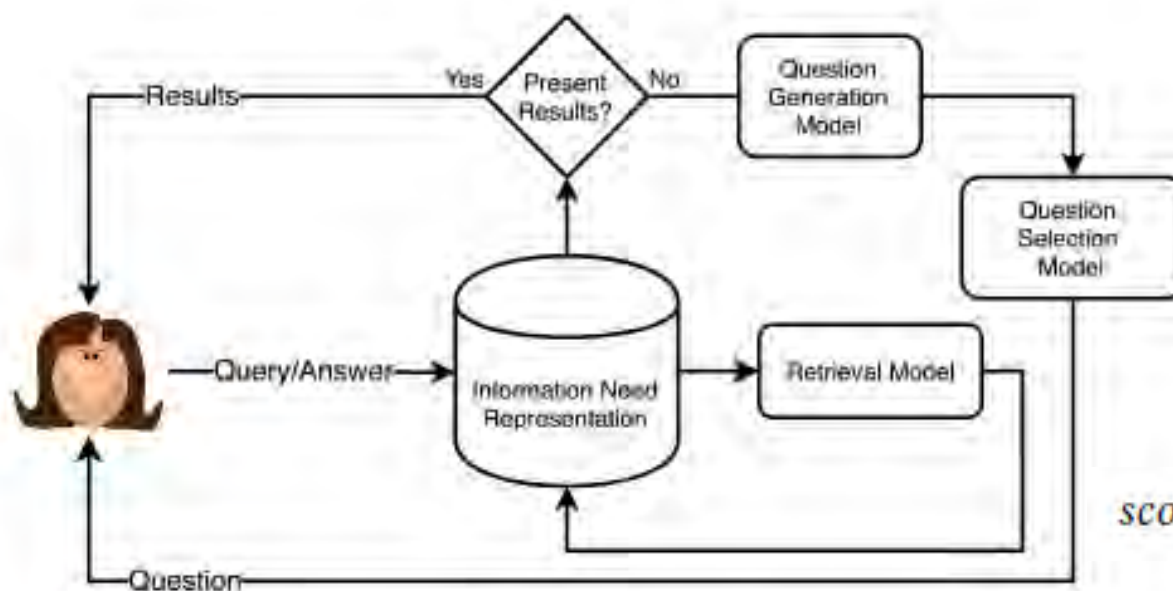 Yes
Present
Results?
No
Question
Generation
Model
Results
Question
Selection
Model
Query/Answer
Information Need
Representation
Retrieval Model
sco
Question